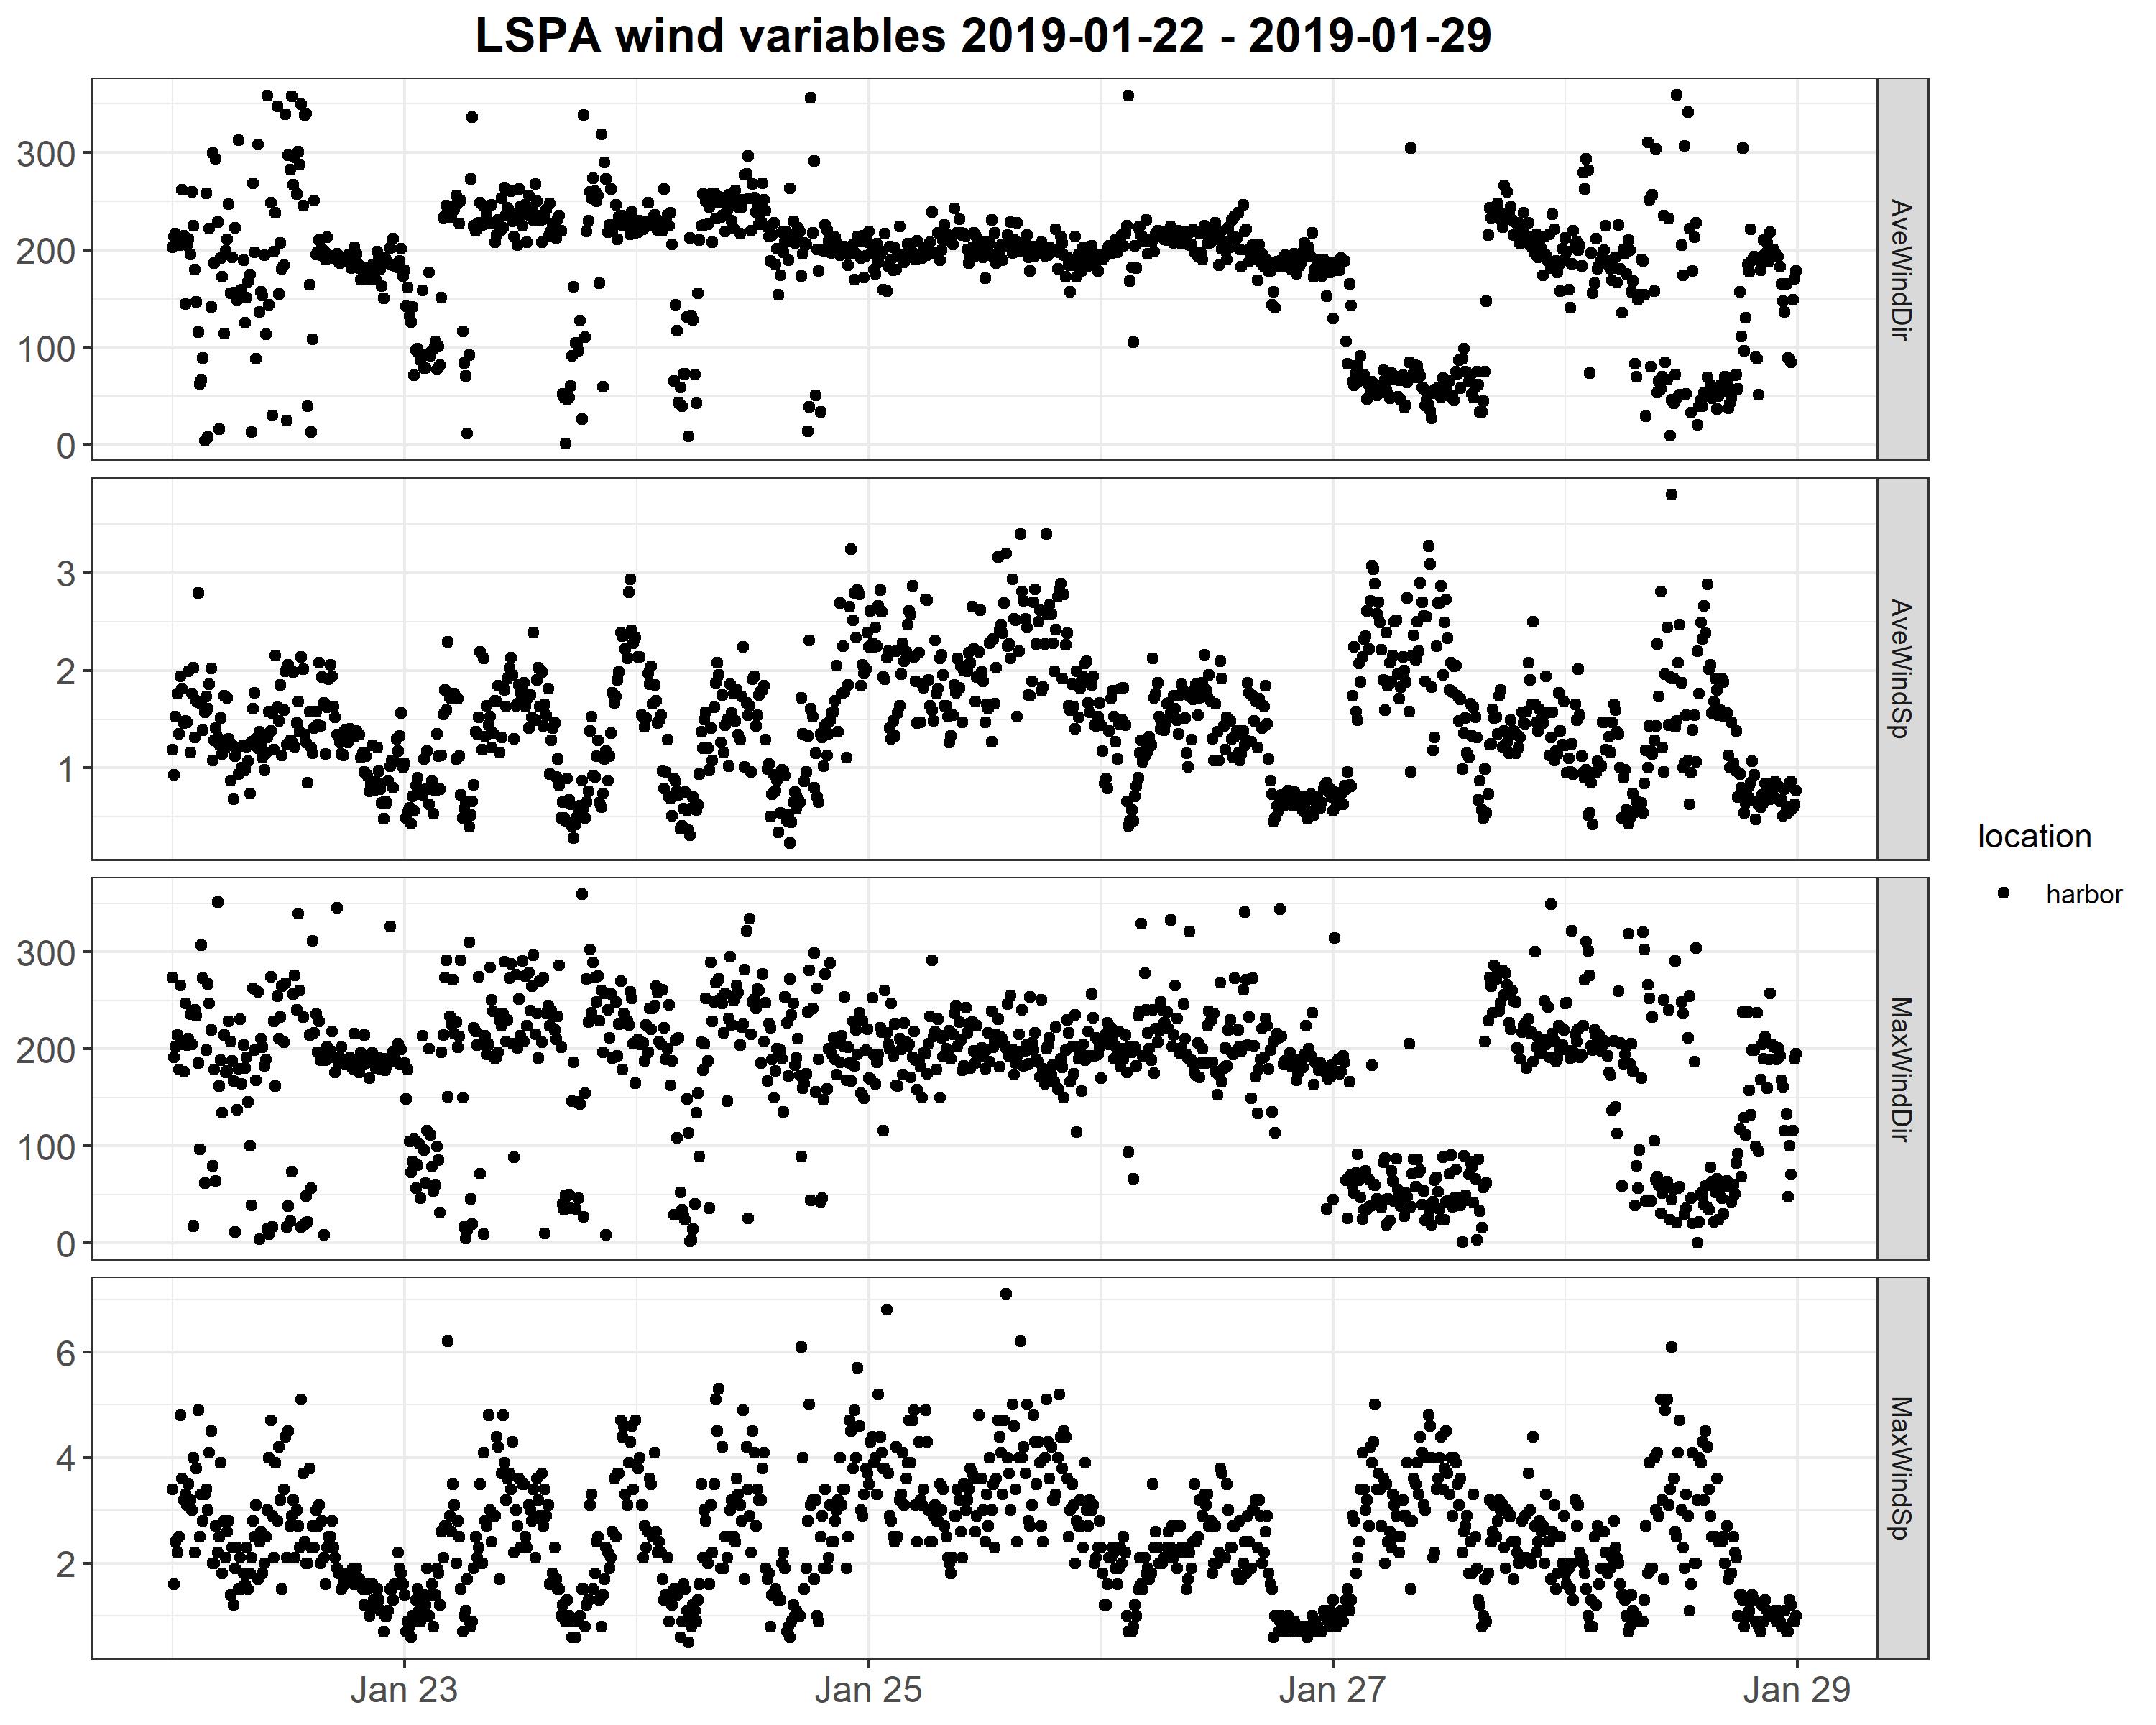 LSPA wind variables 2019-01-22 - 2019-01-29
300
200
100
0
AveWindDir
3
2
1
AveWindSp
location
harbor
300
200
100
0
MaxWindDir
6
4
2
MaxWindSp
Jan 23 Jan 25 Jan 27 Jan 29